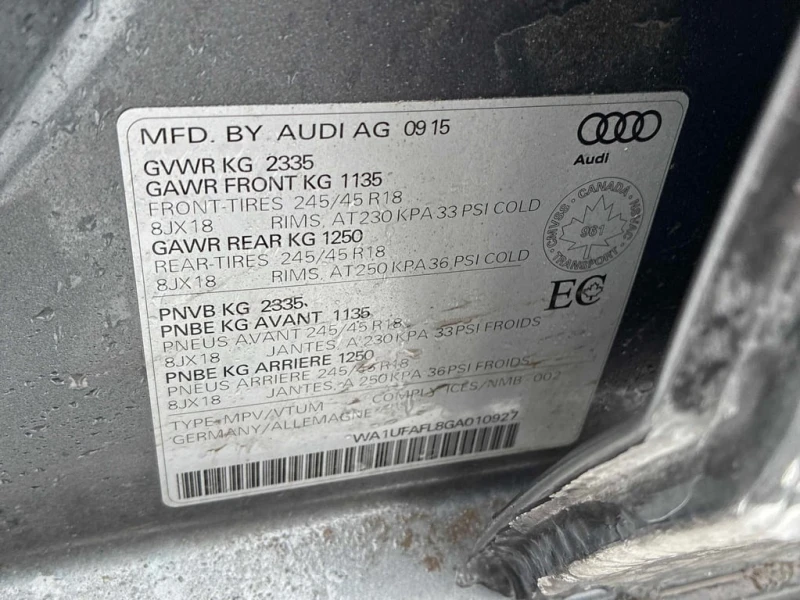 MFD. BY AUDI AG 09 15
Audi
GVWR KG 2335
GAWR FRONT KG 1135
FRONT-TIRES 245/45 R18
8JX18 RIMS, AT 230 KPA 33 PSI COLD
GAWR REAR KG 1250
REAR-TIRES 245/45 R18
8JX18 RIMS, AT 250 KPA 36 PSI COLD
CANADA
CMVSS NSVAC
961
TRANSPORT
EC
PNVB KG 2335
PNBE KG AVANT 1135
PNEUS AVANT 245/45 R18
8JX18 JANTES, A 230 KPA 33 PSI FROIDS
PNBE KG ARRIERE 1250
PNEUS ARRIERE 245/45 R18
8JX18 JANTES, A 250 KPA 36 PSI FROIDS
TYPE-MPV/VTUM COMPLY ICES/NMB 002
GERMANY/ALLEMAGNE
WA1UFAFL8GA010927